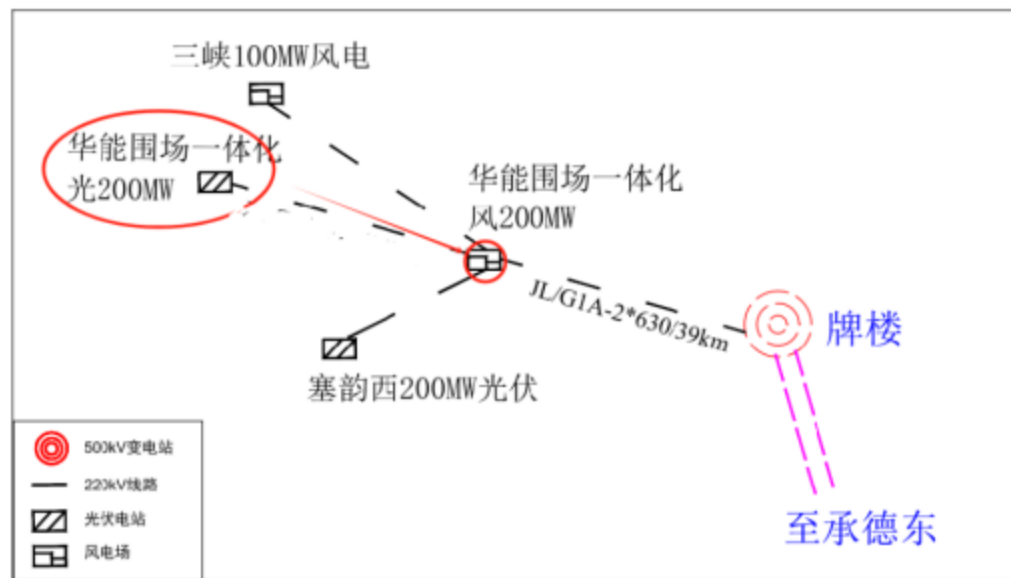 三峡100MW风电
华能围场一体化
光200MW
华能围场一体化
风200MW
JL/G1A-2*630/39km
牌楼
塞韵西200MW光伏
至承德东
500kV变电站
220kV线路
光伏电站
风电场